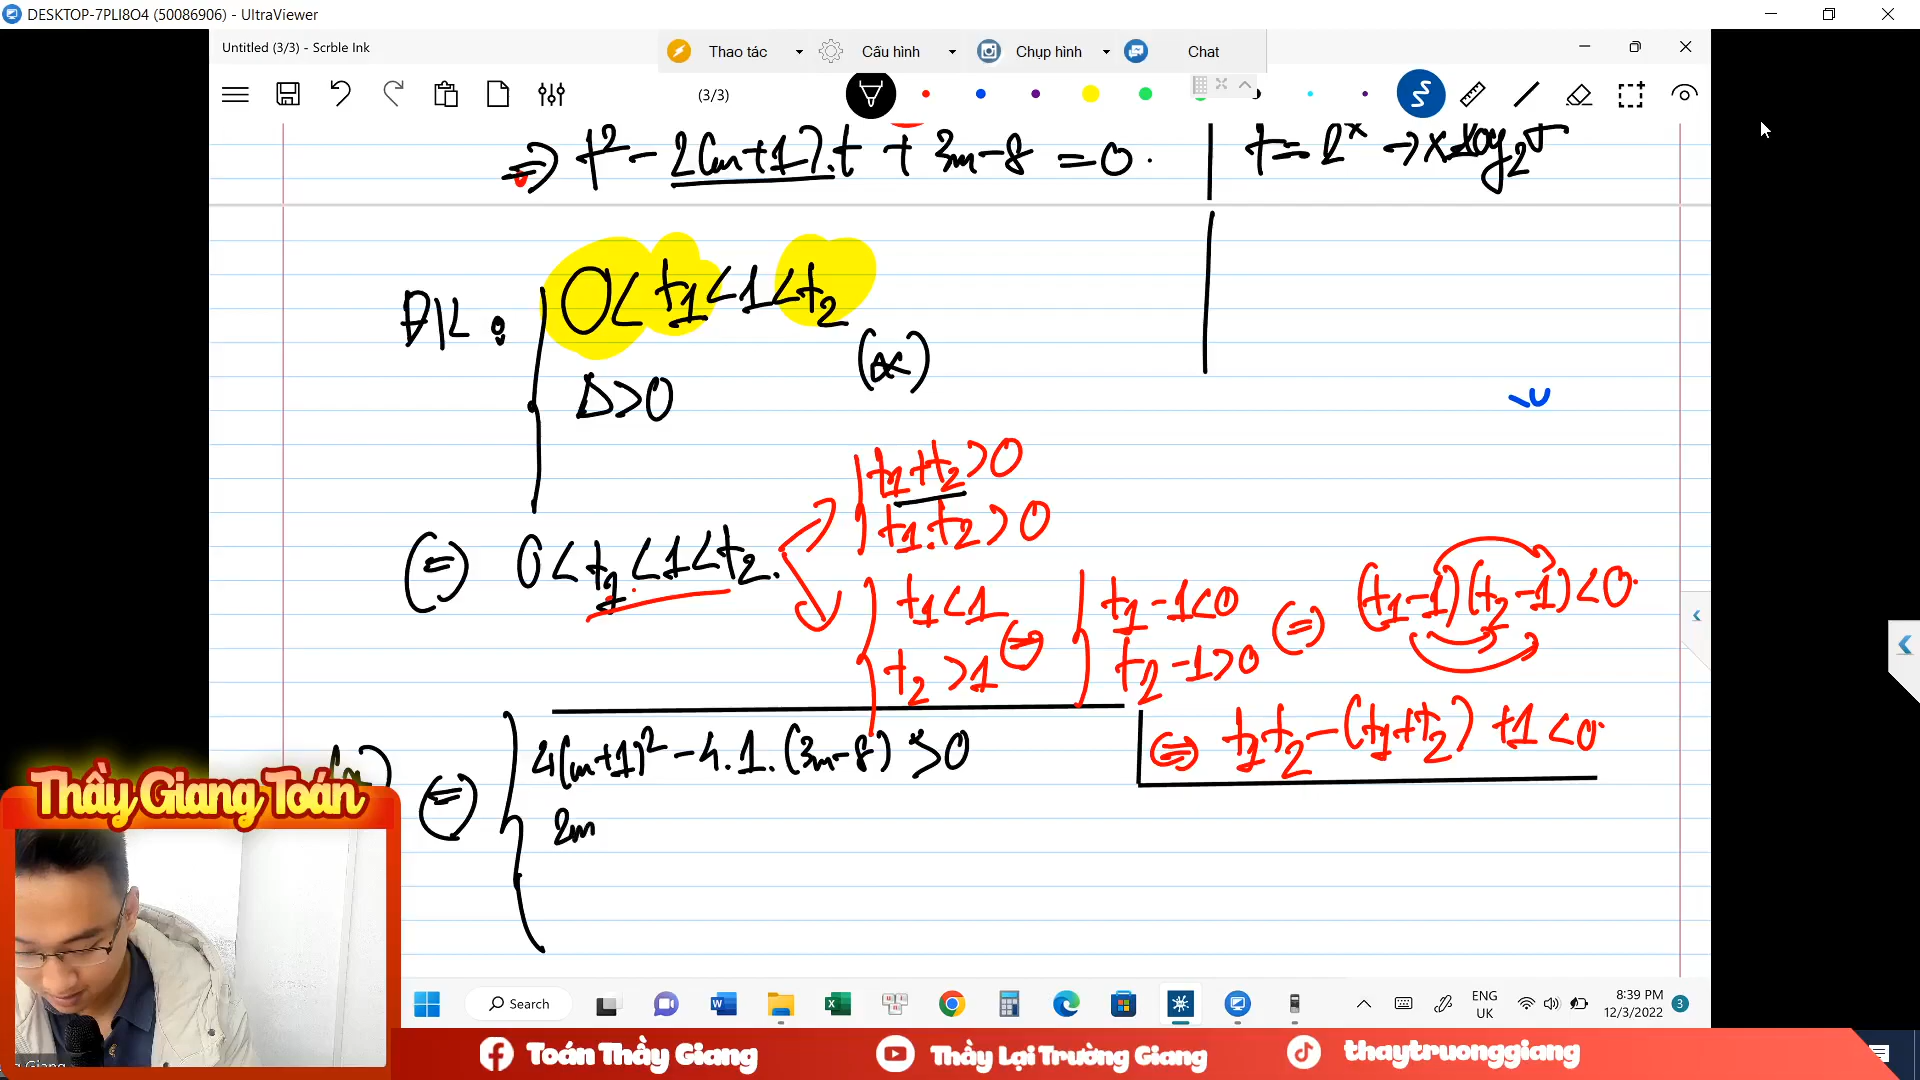 DESKTOP-7PLI8O4 (50086906) - UltraViewer
Untitled (3/3) - Scrble Ink
Thao tác Cấu hình Chụp hình Chat
(3/3)
⇒ t² - 2(m+1).t + 3m-8 = 0.
t = 2^x → x = log₂t
ĐK:
0 < t₁ < 1 < t₂
(*)
Δ>0
⇔ 0 < t₁ < 1 < t₂.
t₁+t₂>0
t₁.t₂>0
t₁<1
t₂>1
⇔
t₁-1<0
t₂-1>0
⇔ (t₁-1)(t₂-1)<0.
⇔ t₁t₂-(t₁+t₂)+1<0.
⇔
4(m+1)²-4.1.(3m-8)>0
2m
Thầy Giang Toán
Search
ENG
UK
8:39 PM
12/3/2022
3
Toán Thầy Giang
Thầy Lại Trường Giang
thaytruonggiang